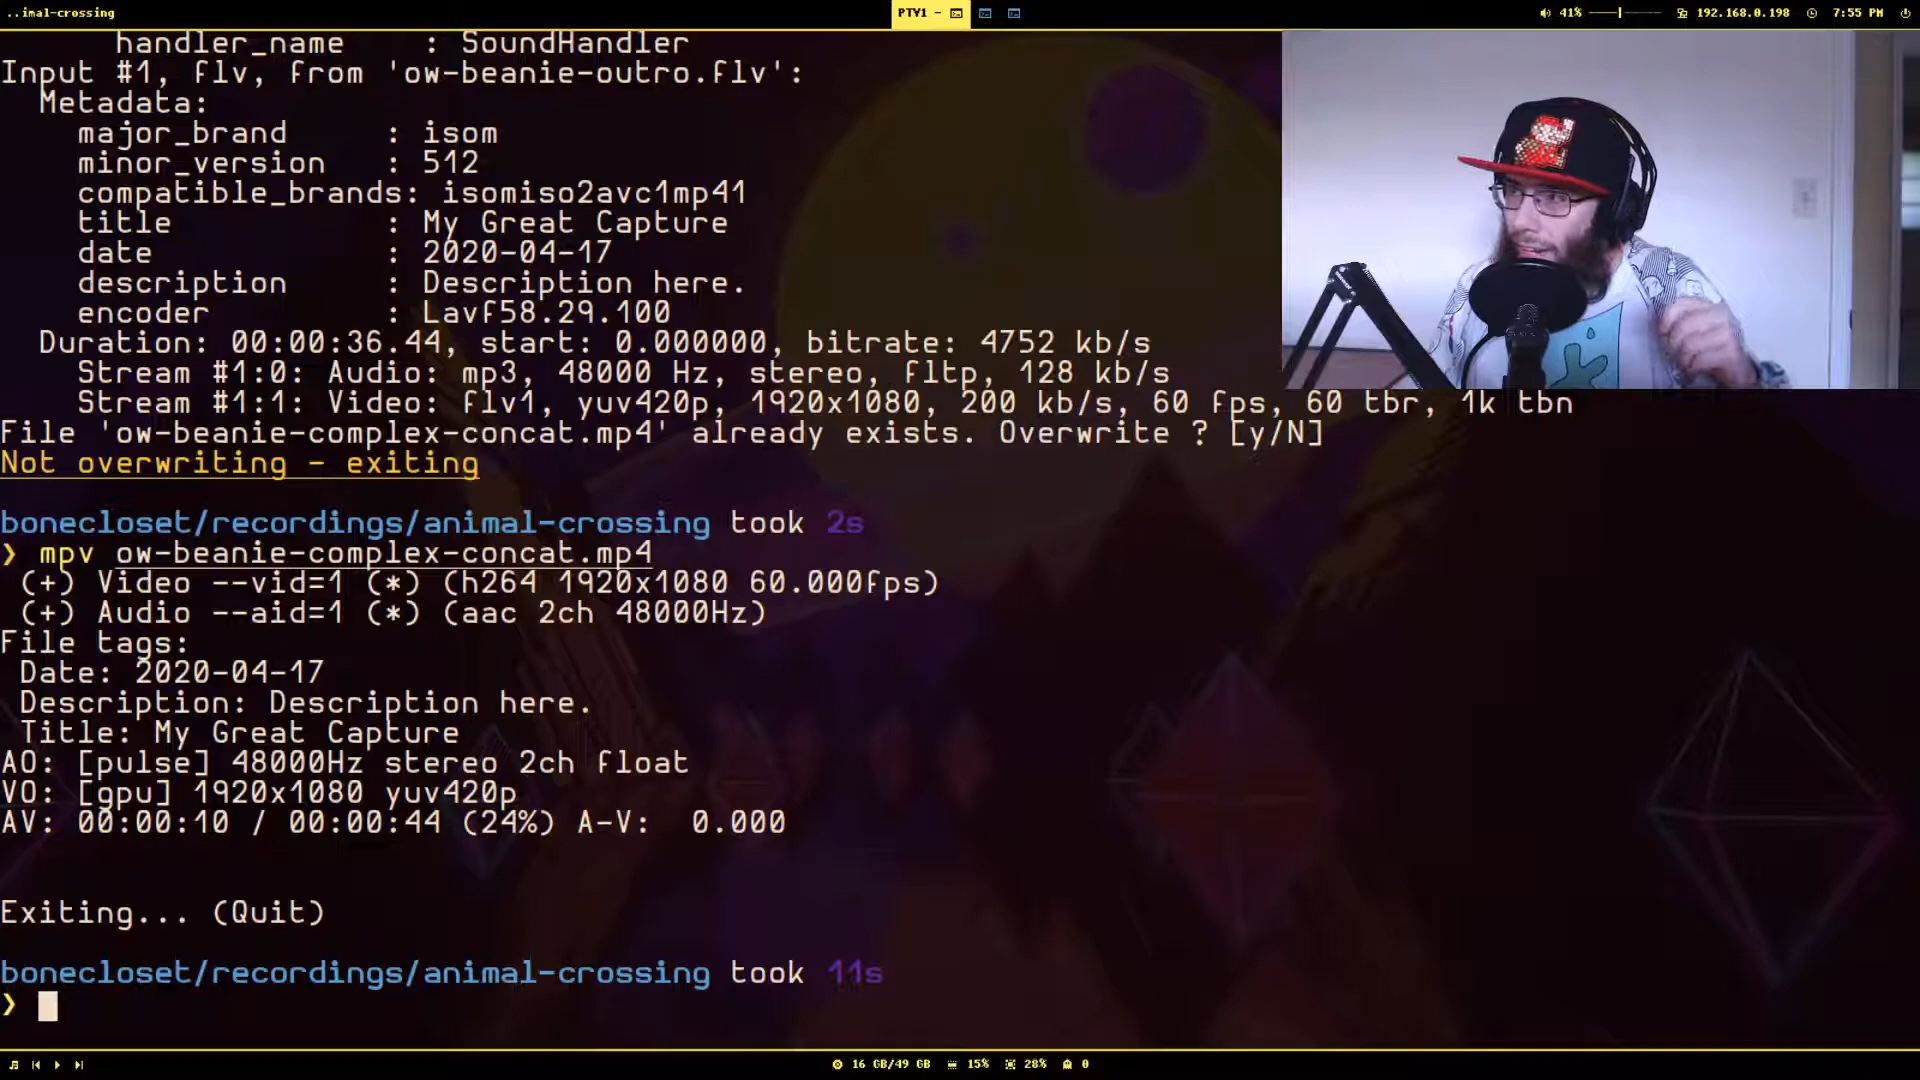 ..imal-crossing
PTY1 -
41%
192.168.0.198
7:55 PM
handler_name : SoundHandler
Input #1, flv, from 'ow-beanie-outro.flv':
Metadata:
major_brand : isom
minor_version : 512
compatible_brands: isomiso2avc1mp41
title : My Great Capture
date : 2020-04-17
description : Description here.
encoder : Lavf58.29.100
Duration: 00:00:36.44, start: 0.000000, bitrate: 4752 kb/s
Stream #1:0: Audio: mp3, 48000 Hz, stereo, fltp, 128 kb/s
Stream #1:1: Video: flv1, yuv420p, 1920x1080, 200 kb/s, 60 fps, 60 tbr, 1k tbn
File 'ow-beanie-complex-concat.mp4' already exists. Overwrite ? [y/N]
Not overwriting - exiting
bonecloset/recordings/animal-crossing took 2s
❯ mpv ow-beanie-complex-concat.mp4
(+) Video --vid=1 (*) (h264 1920x1080 60.000fps)
(+) Audio --aid=1 (*) (aac 2ch 48000Hz)
File tags:
Date: 2020-04-17
Description: Description here.
Title: My Great Capture
AO: [pulse] 48000Hz stereo 2ch float
VO: [gpu] 1920x1080 yuv420p
AV: 00:00:10 / 00:00:44 (24%) A-V: 0.000
Exiting... (Quit)
bonecloset/recordings/animal-crossing took 11s
❯
16 GB/49 GB
15%
28%
0